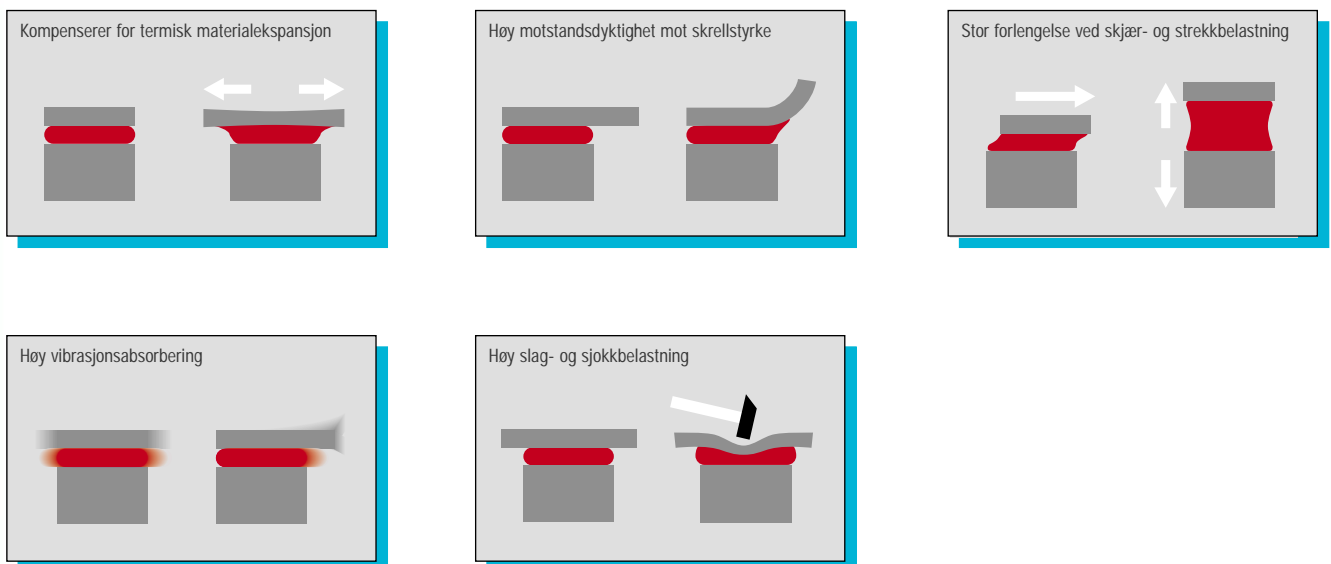 Kompenserer for termisk materialekspansjon
Høy motstandsdyktighet mot skrellstyrke
Stor forlengelse ved skjær- og strekkbelastning
Høy vibrasjonsabsorbering
Høy slag- og sjokkbelastning